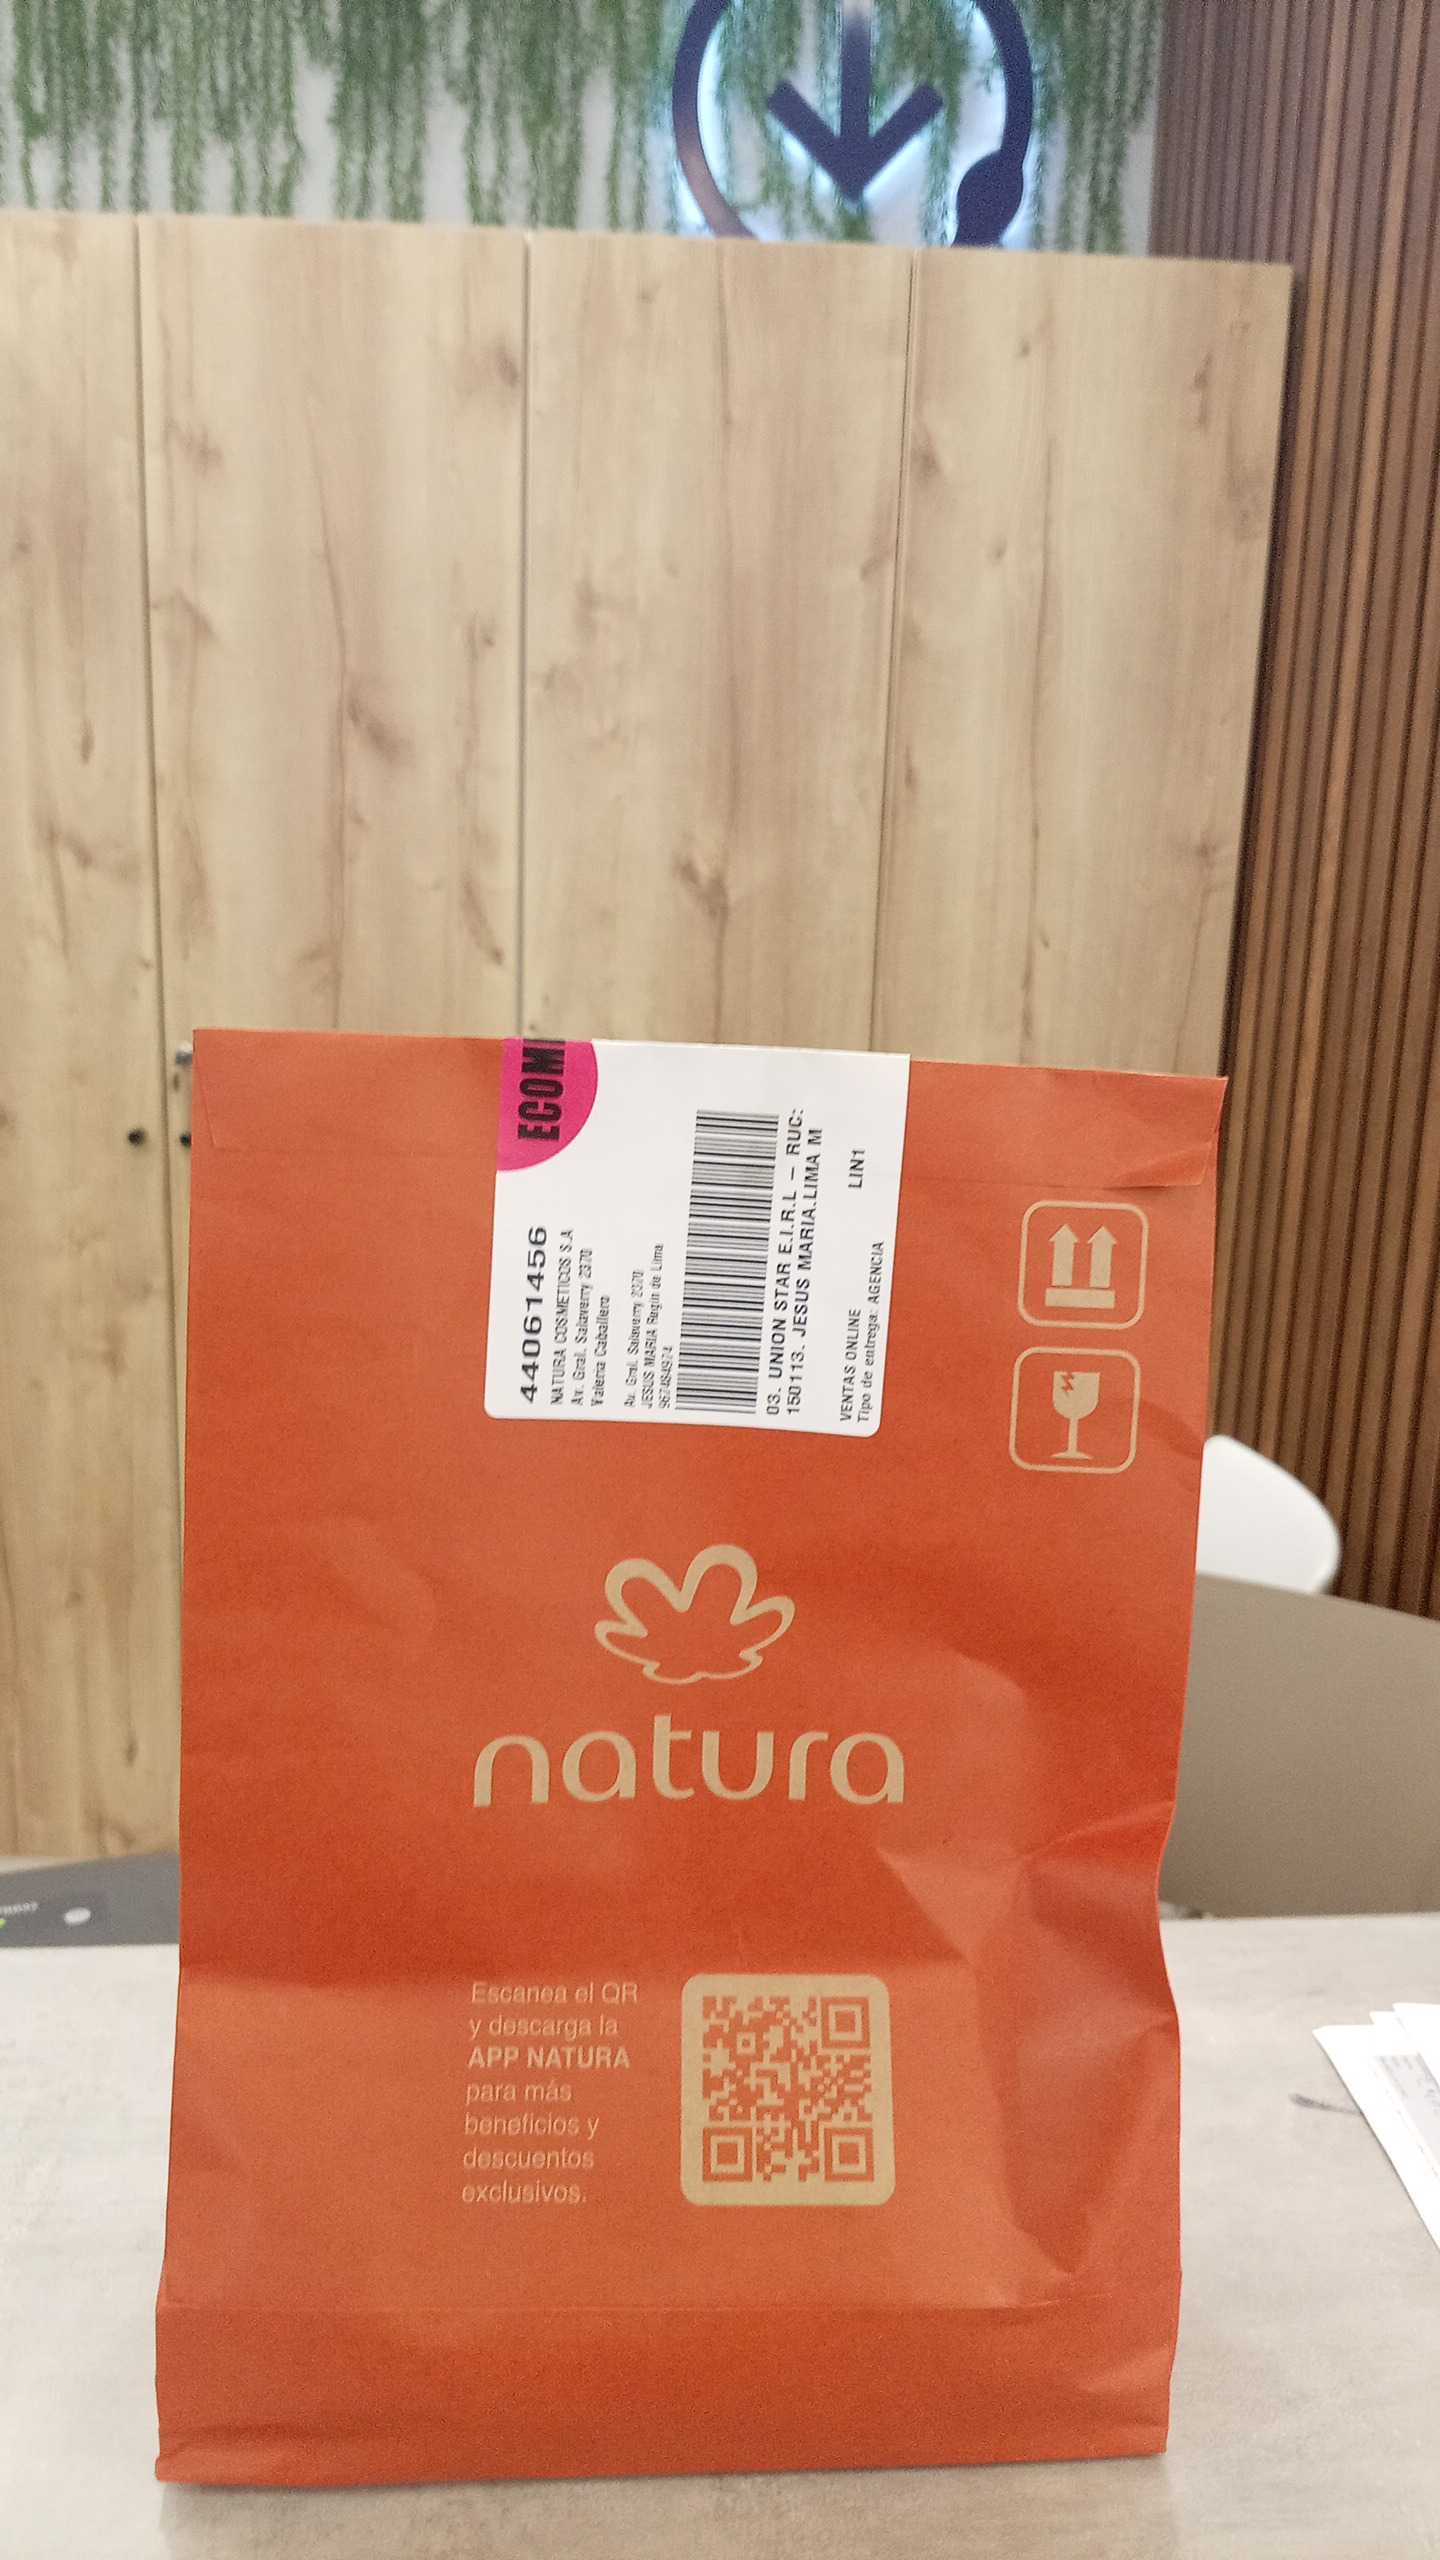 ECOM
44061456
NATURA COSMETICOS S.A
Av. Gral. Salaverry 2370
Valeria Caballero
Av. Gral. Salaverry 2370
JESUS MARIA Regin de Lima
03. UNION STAR E.I.R.L – RUC:
150113. JESUS MARIA.LIMA M
LIN1
VENTAS ONLINE
Tipo de entrega: AGENCIA
natura
Escanea el QR
y descarga la
APP NATURA
para más
beneficios y
descuentos
exclusivos.